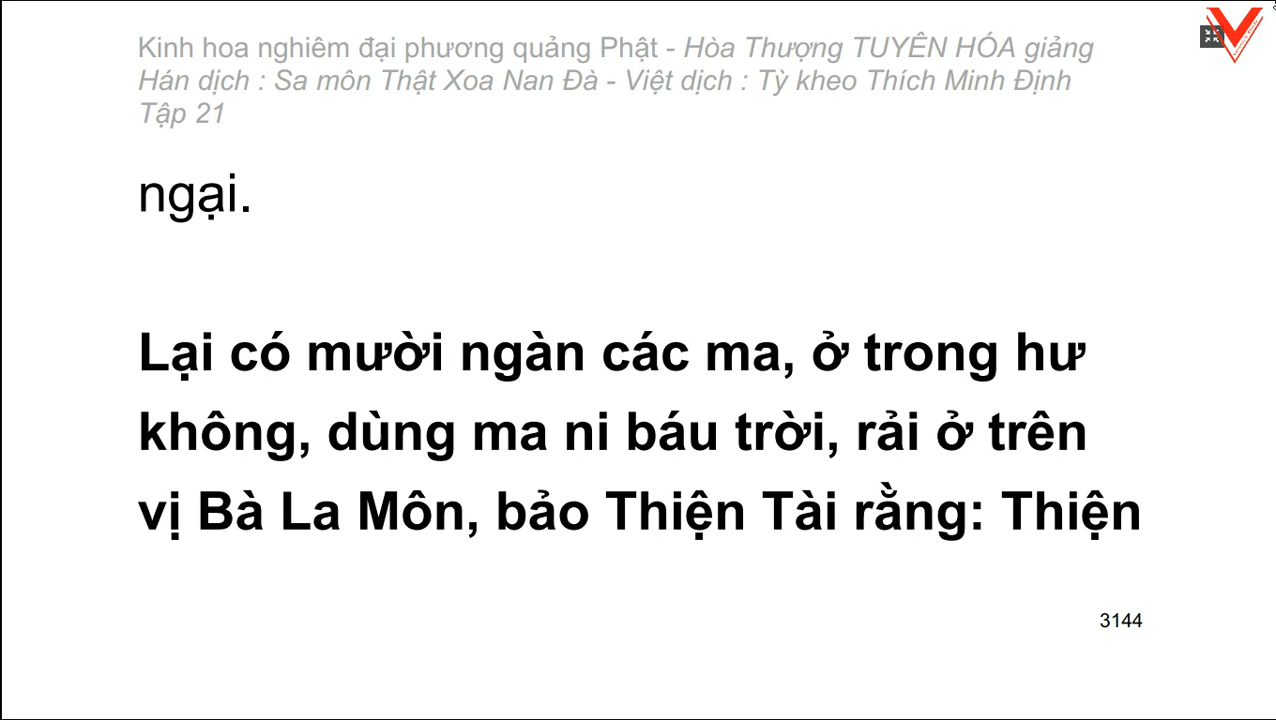 Kinh hoa nghiêm đại phương quảng Phật - Hòa Thượng TUYÊN HÓA giảng
Hán dịch : Sa môn Thật Xoa Nan Đà - Việt dịch : Tỳ kheo Thích Minh Định
Tập 21
ngại.
Lại có mười ngàn các ma, ở trong hư
không, dùng ma ni báu trời, rải ở trên
vị Bà La Môn, bảo Thiện Tài rằng: Thiện
3144